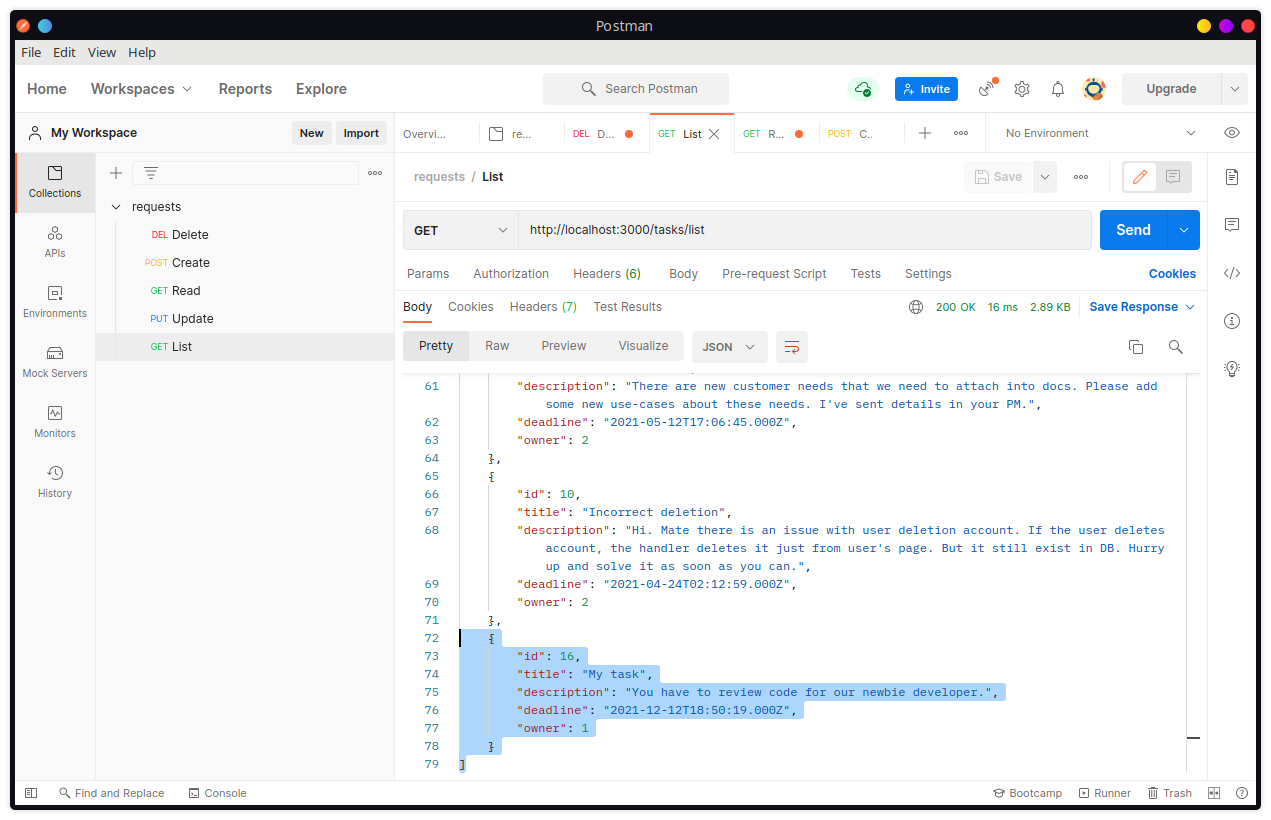 Postman
File Edit View Help
Home Workspaces Reports Explore Search Postman Invite Upgrade
My Workspace New Import
Overvi... re... DEL D... GET List GET R... POST C.. No Environment
requests / List Save
Collections
APIs
Environments
Mock Servers
Monitors
History
requests
DEL Delete
POST Create
GET Read
PUT Update
GET List
GET http://localhost:3000/tasks/list Send
Params Authorization Headers (6) Body Pre-request Script Tests Settings Cookies
Body Cookies Headers (7) Test Results 200 OK 16 ms 2.89 KB Save Response
Pretty Raw Preview Visualize JSON
61 "description": "There are new customer needs that we need to attach into docs. Please add
some new use-cases about these needs. I've sent details in your PM.",
62 "deadline": "2021-05-12T17:06:45.000Z",
63 "owner": 2
64 },
65 {
66 "id": 10,
67 "title": "Incorrect deletion",
68 "description": "Hi. Mate there is an issue with user deletion account. If the user deletes
account, the handler deletes it just from user's page. But it still exist in DB. Hurry
up and solve it as soon as you can.",
69 "deadline": "2021-04-24T02:12:59.000Z",
70 "owner": 2
71 },
72 {
73 "id": 16,
74 "title": "My task",
75 "description": "You have to review code for our newbie developer.",
76 "deadline": "2021-12-12T18:50:19.000Z",
77 "owner": 1
78 }
79 ]
Find and Replace Console Bootcamp Runner Trash